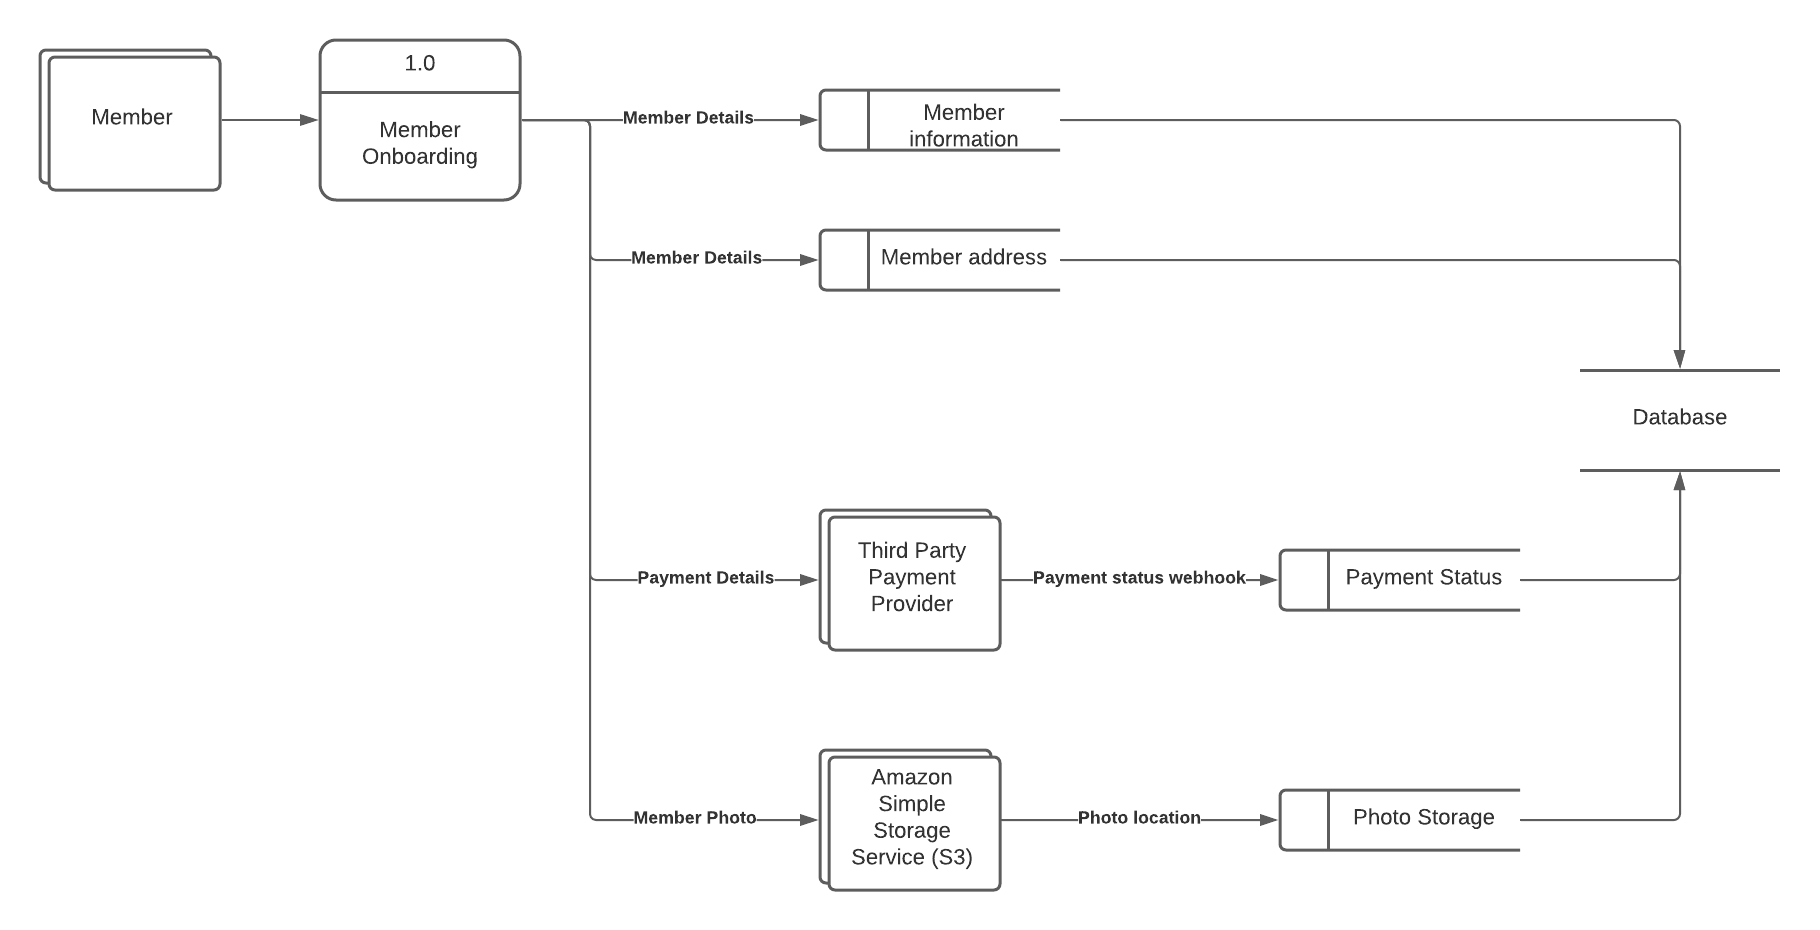 1.0
Member
Member
Onboarding
Member Details
Member
information
Member Details
Member address
Database
Payment Details
Third Party
Payment
Provider
Payment status webhook
Payment Status
Member Photo
Amazon
Simple
Storage
Service (S3)
Photo location
Photo Storage